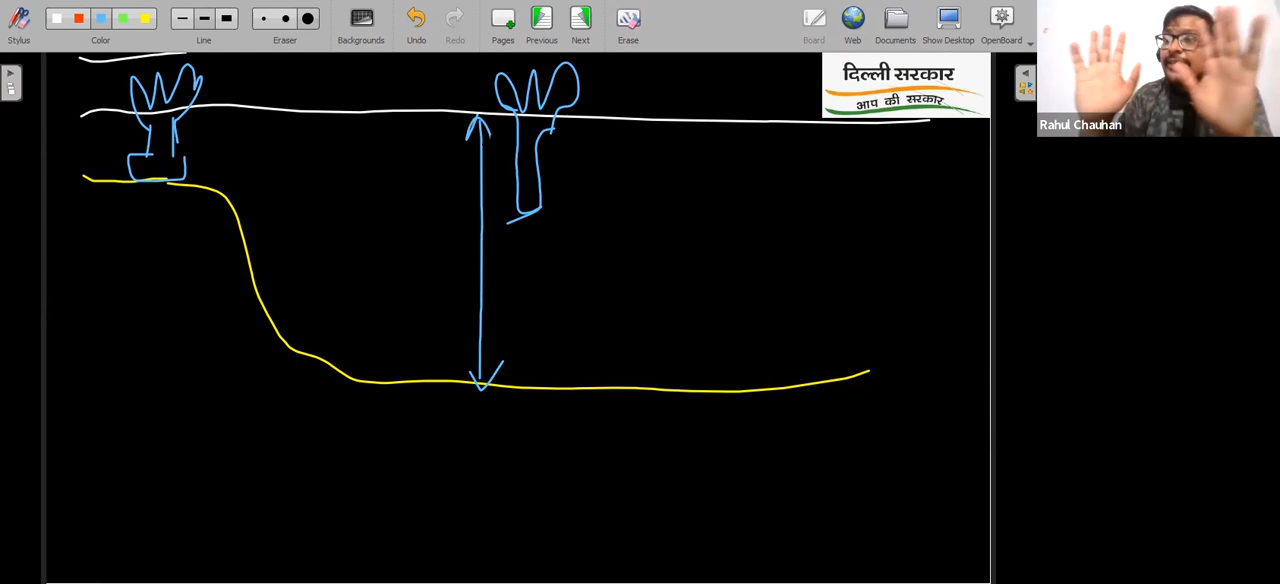 Stylus
Color
Line
Eraser
Backgrounds
Undo
Redo
Pages
Previous
Next
Erase
Board
Web
Documents
Show Desktop
OpenBoard
दिल्ली सरकार
आप की सरकार
Rahul Chauhan